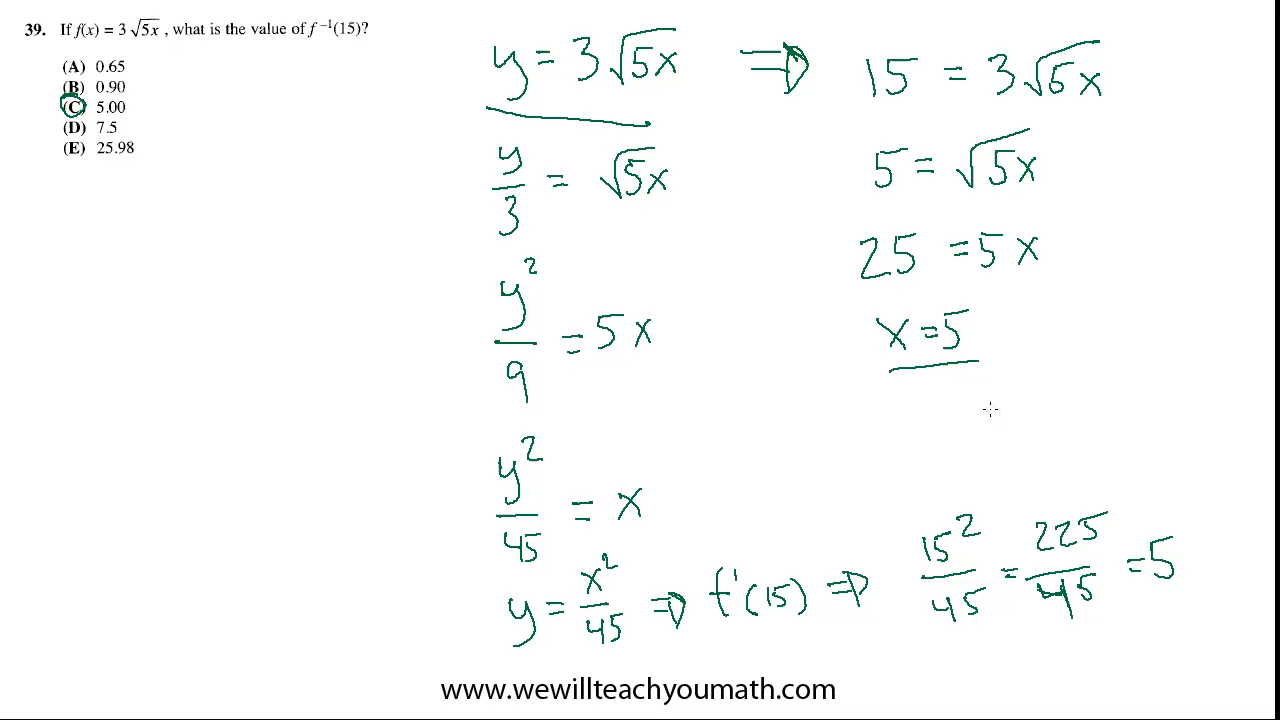 39. If f(x) = 3√5x , what is the value of f ⁻¹(15)?
(A) 0.65
(B) 0.90
(C) 5.00
(D) 7.5
(E) 25.98
y = 3√5x ⇒
y/3 = √5x
y²/9 = 5x
y²/45 = x
y = x²/45 ⇒ f'(15) ⇒ 15²/45 = 225/45 = 5
15 = 3√5x
5 = √5x
25 = 5x
x = 5
www.wewillteachyoumath.com